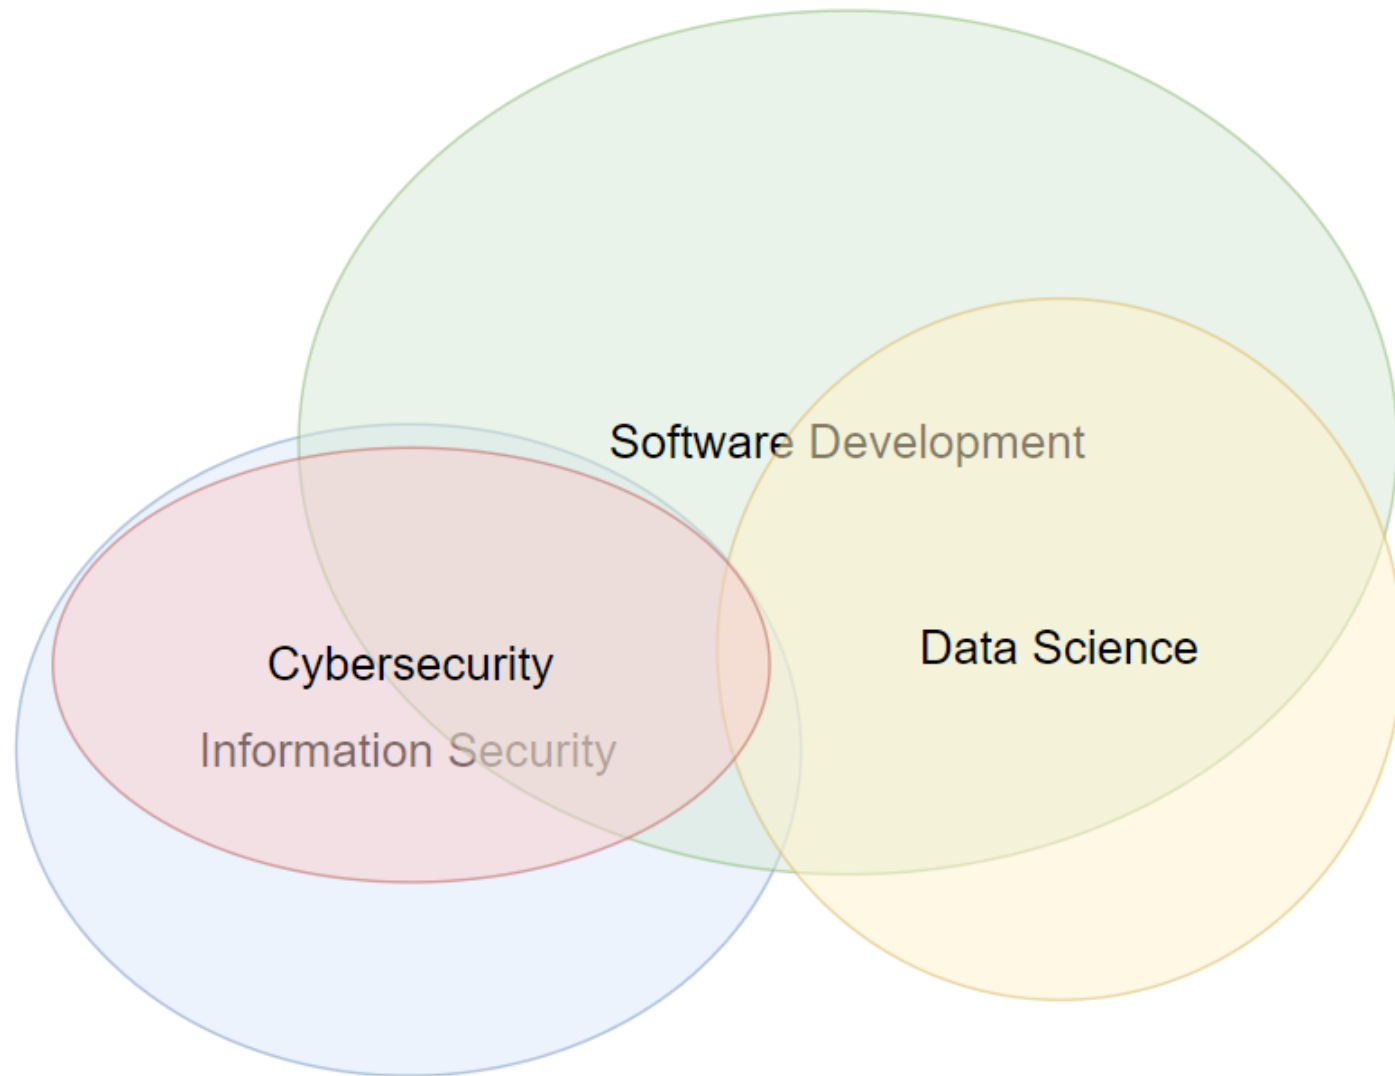 Software Development
Data Science
Cybersecurity
Information Security